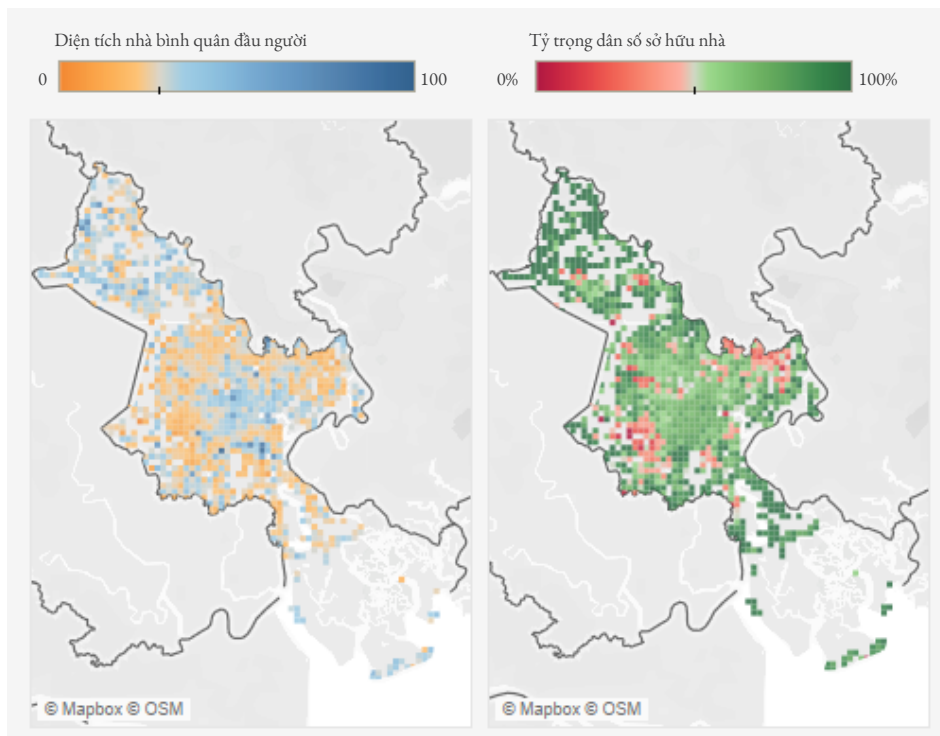 Diện tích nhà bình quân đầu người
0
100
Tỷ trọng dân số sở hữu nhà
0%
100%
© Mapbox © OSM
© Mapbox © OSM